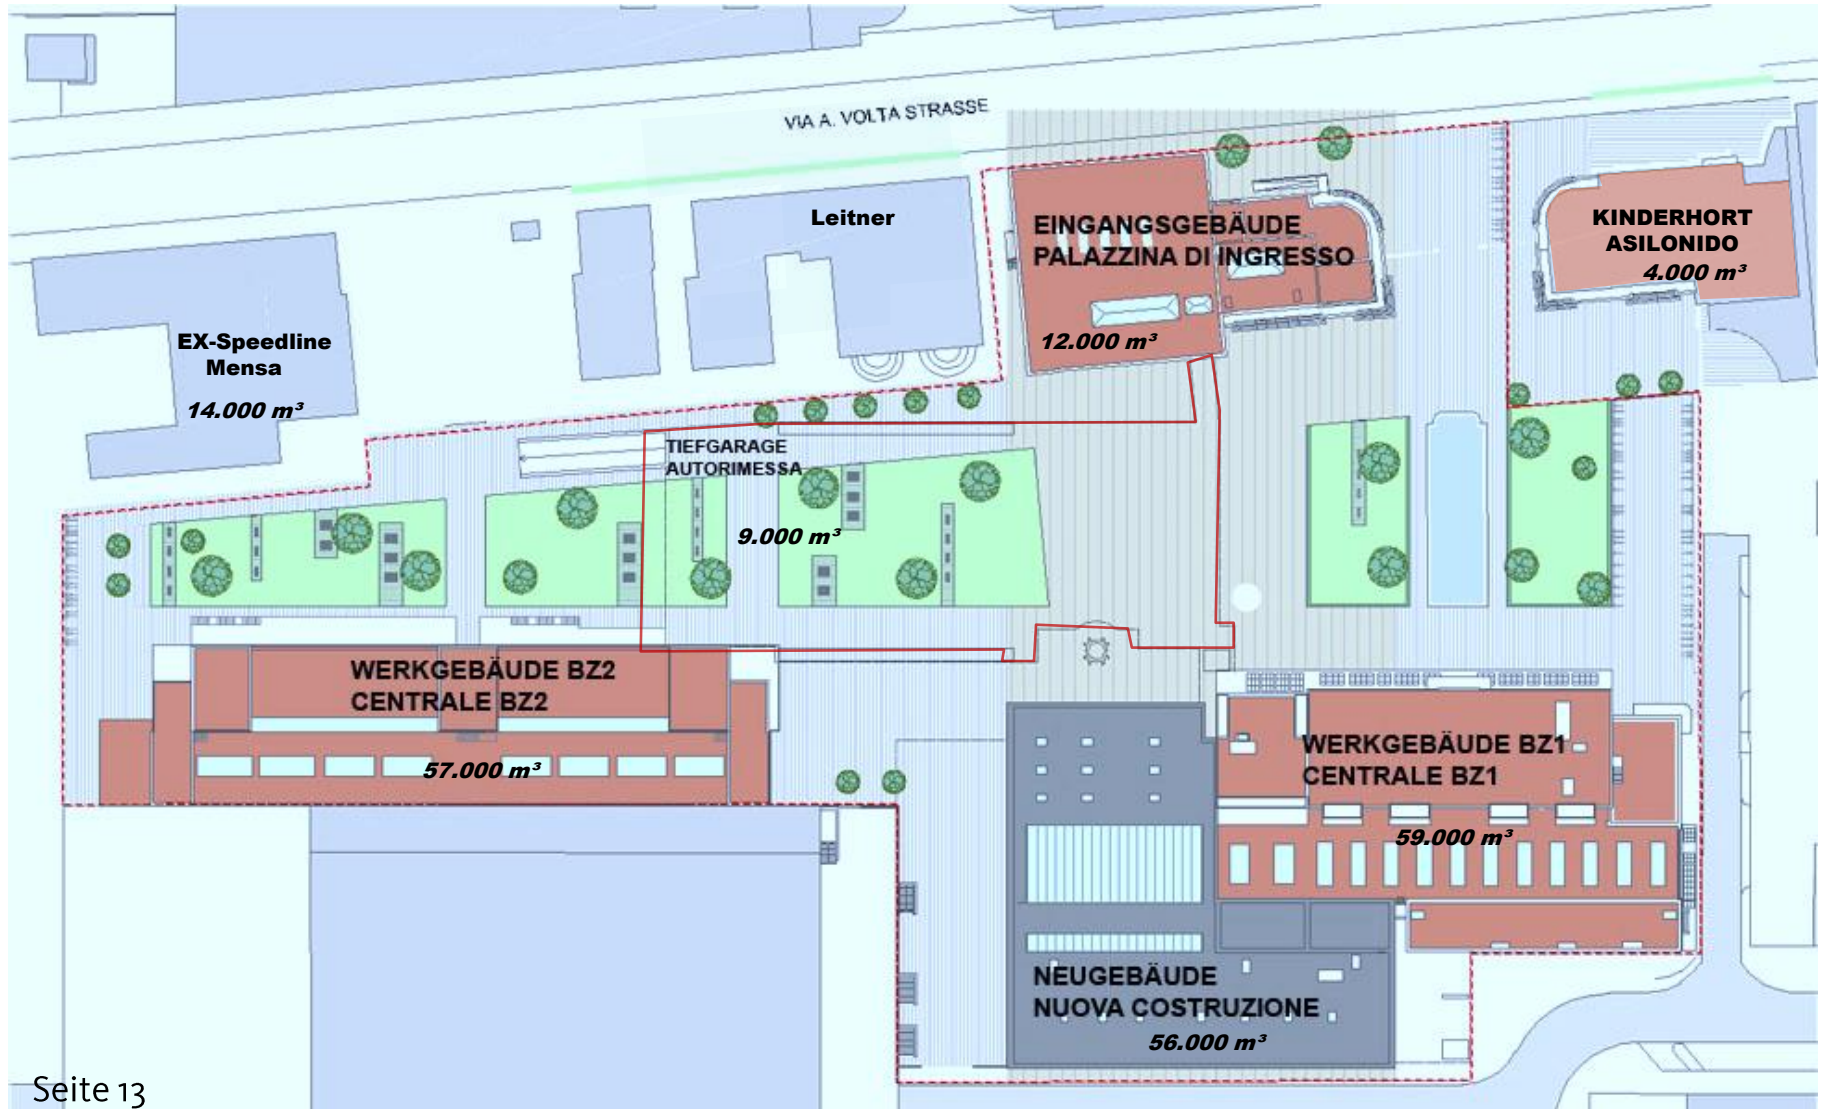 VIA A. VOLTA STRASSE
Leitner
EINGANGSGEBÄUDE
PALAZZINA DI INGRESSO
12.000 m³
KINDERHORT
ASILONIDO
4.000 m³
EX-Speedline
Mensa
14.000 m³
TIEFGARAGE
AUTORIMESSA
9.000 m³
WERKGEBÄUDE BZ2
CENTRALE BZ2
57.000 m³
WERKGEBÄUDE BZ1
CENTRALE BZ1
59.000 m³
NEUGEBÄUDE
NUOVA COSTRUZIONE
56.000 m³
Seite 13